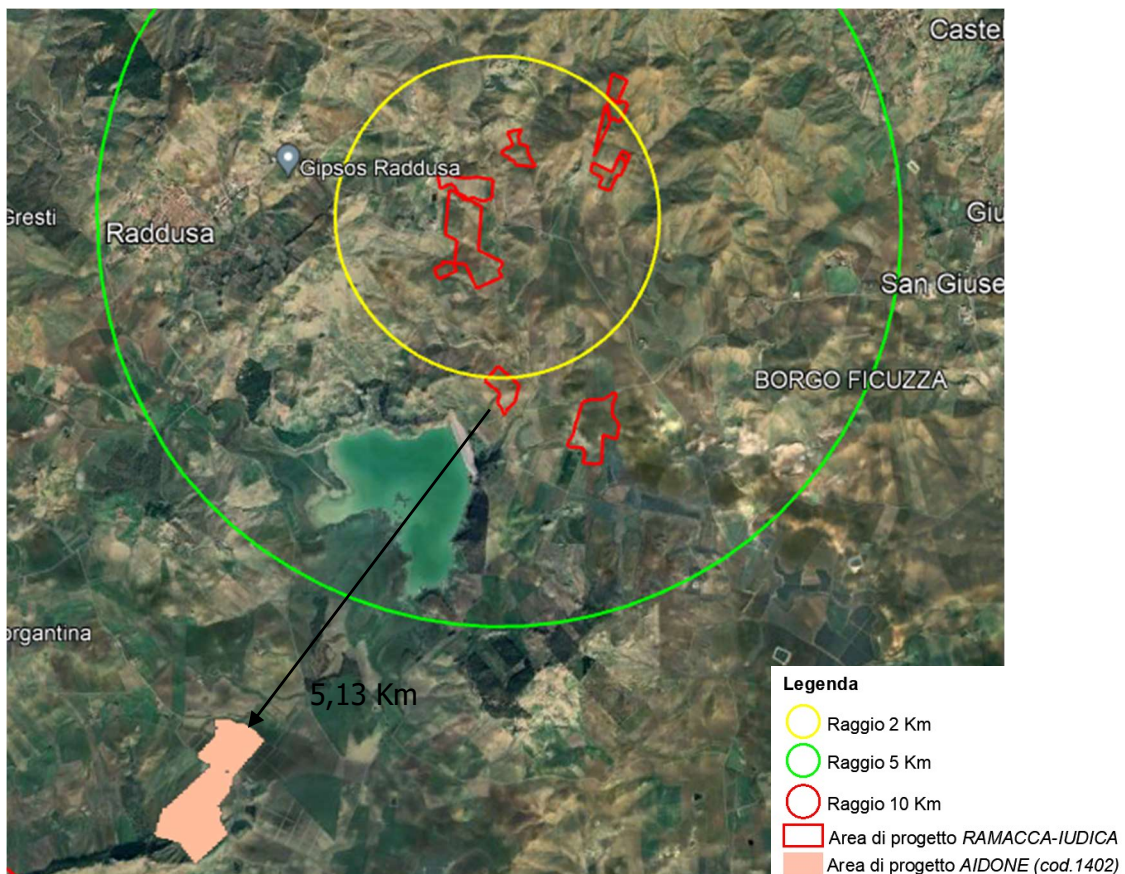 Castel
Gipsos Raddusa
Gresti
Raddusa
Giu
San Giuse
BORGO FICUZZA
organtina
5,13 Km
Legenda
Raggio 2 Km
Raggio 5 Km
Raggio 10 Km
Area di progetto RAMACCA-IUDICA
Area di progetto AIDONE (cod.1402)